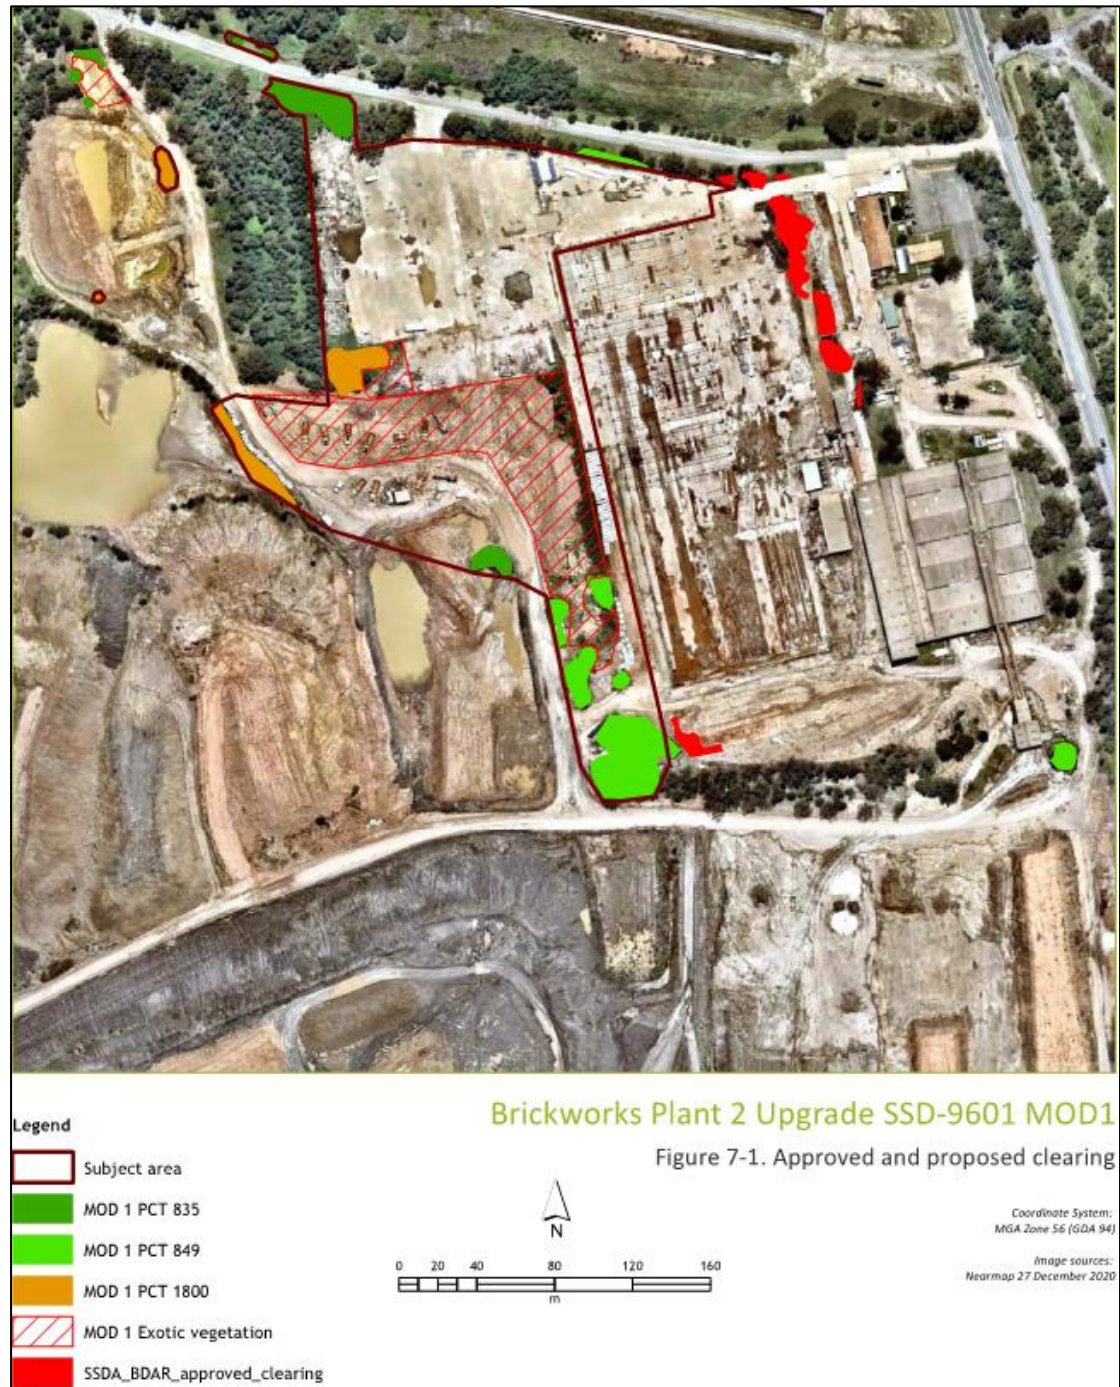 Brickworks Plant 2 Upgrade SSD-9601 MOD1
Figure 7-1. Approved and proposed clearing
Legend
Subject area
MOD 1 PCT 835
MOD 1 PCT 849
MOD 1 PCT 1800
MOD 1 Exotic vegetation
SSDA_BDAR_approved_clearing
N
0 20 40 80 120 160
m
Coordinate System:
MGA Zone 56 (GDA 94)
Image sources:
Nearmap 27 December 2020